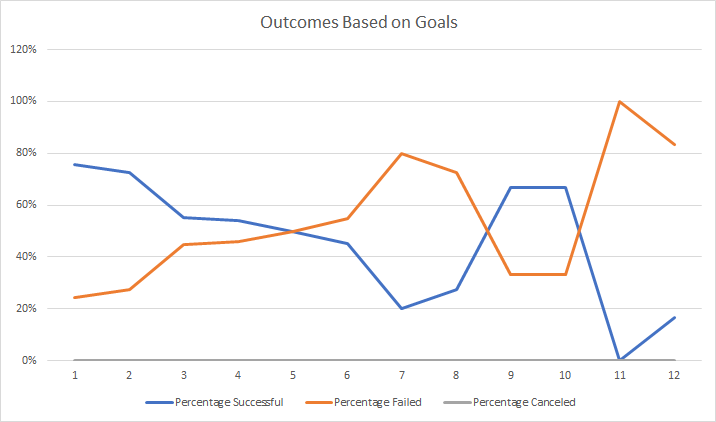 Outcomes Based on Goals
120%
100%
80%
60%
40%
20%
0%
1 2 3 4 5 6 7 8 9 10 11 12
Percentage Successful Percentage Failed Percentage Canceled